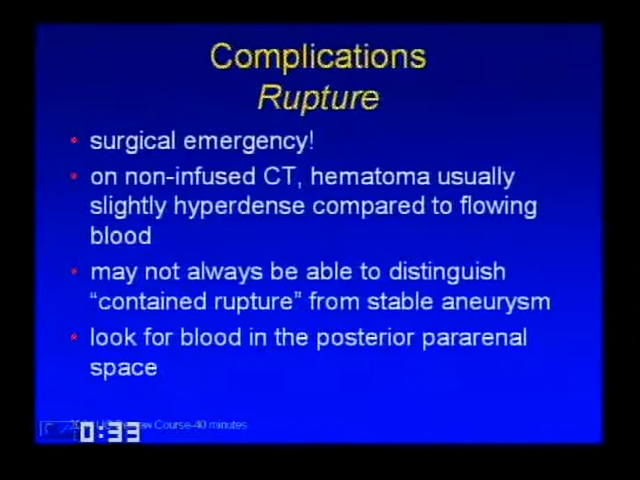 Complications
Rupture
• surgical emergency!
• on non-infused CT, hematoma usually
slightly hyperdense compared to flowing
blood
• may not always be able to distinguish
“contained rupture” from stable aneurysm
• look for blood in the posterior pararenal
space
Course-40 minutes
0:33